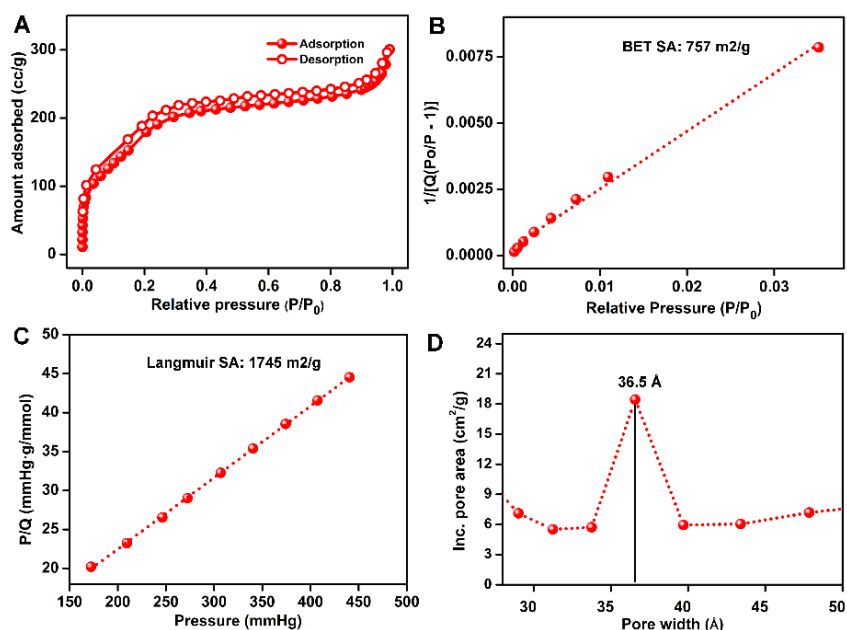 A
Adsorption
Desorption
Amount adsorbed (cc/g)
300
200
100
0
0.0 0.2 0.4 0.6 0.8 1.0
Relative pressure (P/P0)
B
BET SA: 757 m2/g
1/[Q(Po/P - 1)]
0.0075
0.0050
0.0025
0.0000
0.00 0.01 0.02 0.03
Relative Pressure (P/P0)
C
Langmuir SA: 1745 m2/g
P/Q (mmHg·g/mmol)
50
45
40
35
30
25
20
150 200 250 300 350 400 450 500
Pressure (mmHg)
D
36.5 Å
Inc. pore area (cm2/g)
24
21
18
15
12
9
6
3
0
30 35 40 45 50
Pore width (Å)